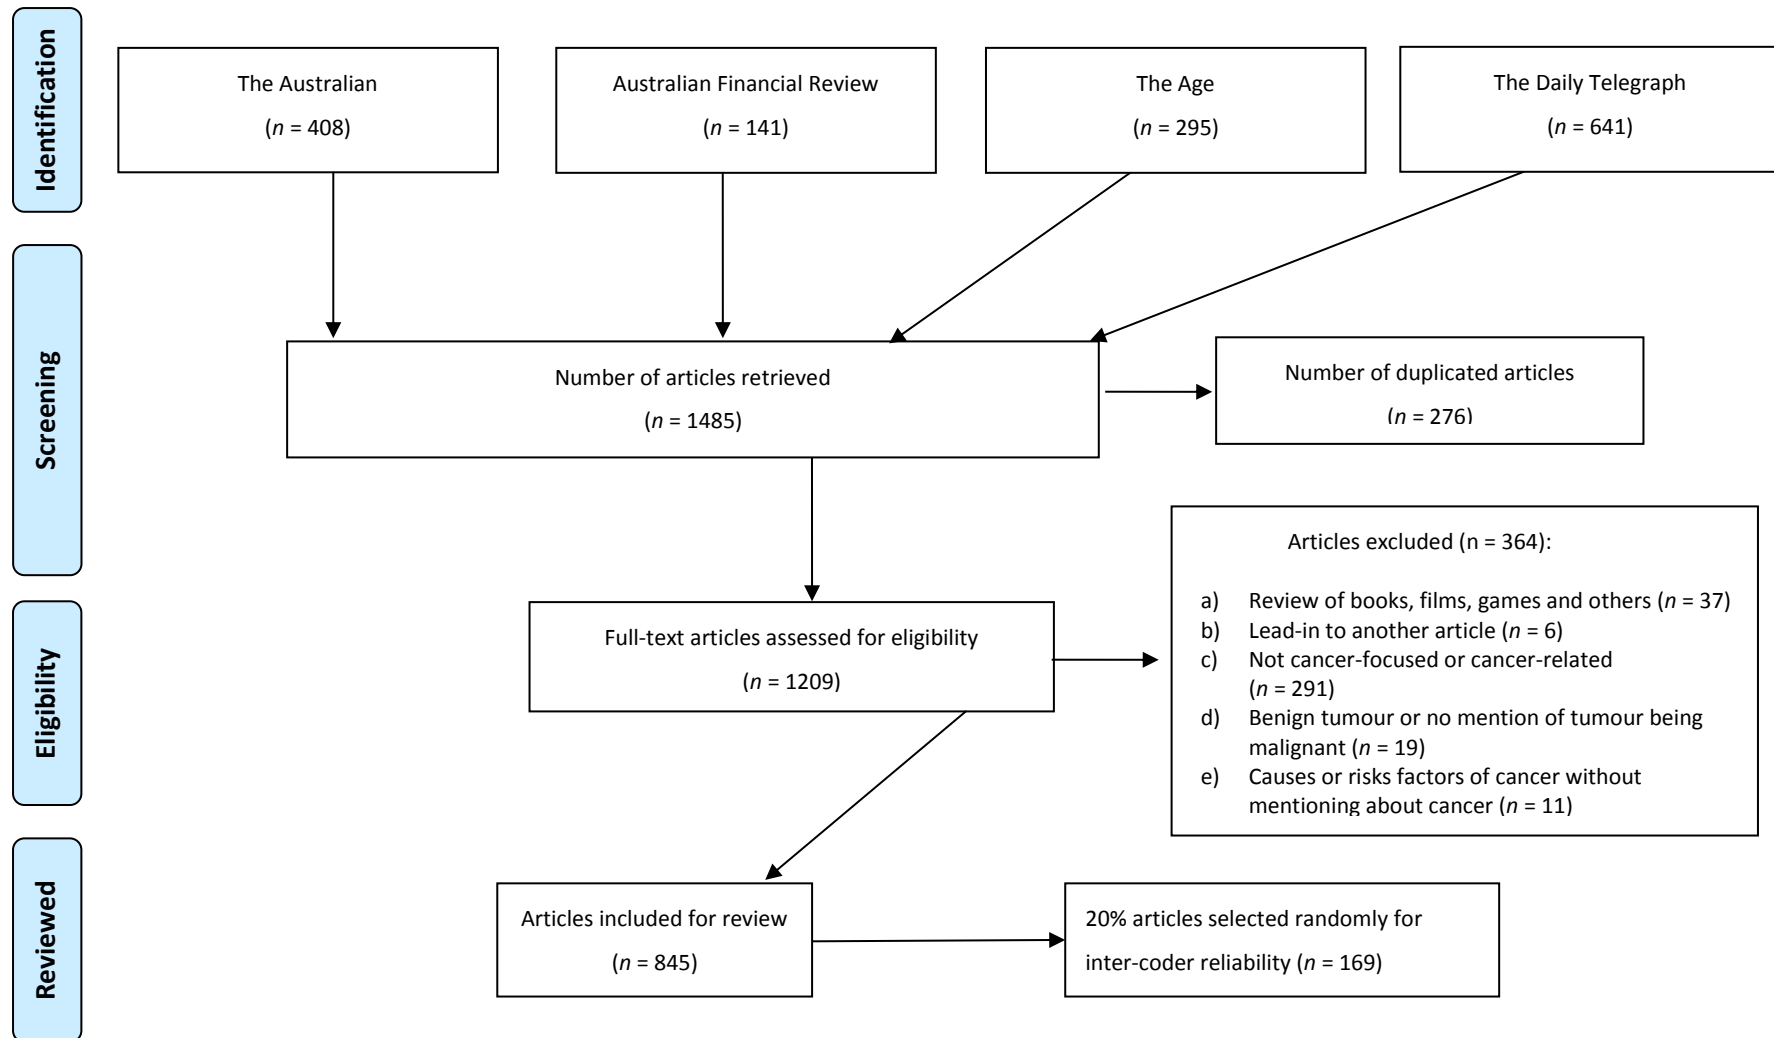 Identification
The Australian
(n = 408)
Australian Financial Review
(n = 141)
The Age
(n = 295)
The Daily Telegraph
(n = 641)
Screening
Number of articles retrieved
(n = 1485)
Number of duplicated articles
(n = 276)
Articles excluded (n = 364):
a) Review of books, films, games and others (n = 37)
b) Lead-in to another article (n = 6)
c) Not cancer-focused or cancer-related
(n = 291)
d) Benign tumour or no mention of tumour being
malignant (n = 19)
e) Causes or risks factors of cancer without
mentioning about cancer (n = 11)
Eligibility
Full-text articles assessed for eligibility
(n = 1209)
Reviewed
Articles included for review
(n = 845)
20% articles selected randomly for
inter-coder reliability (n = 169)